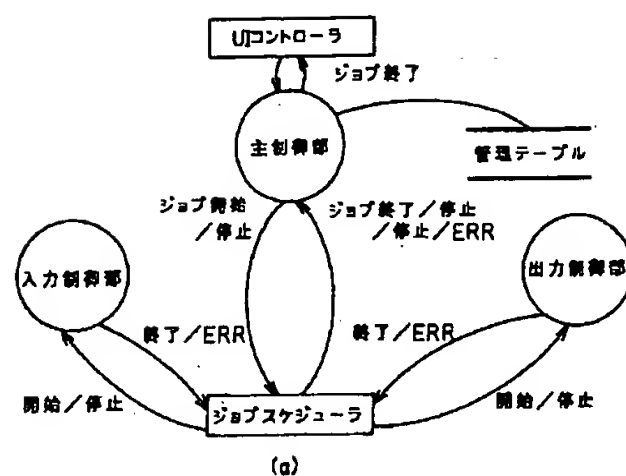 UIコントローラ
ジョブ終了
主制御部
管理テーブル
ジョブ開始
／停止
ジョブ終了／停止
／停止／ERR
入力制御部
出力制御部
終了／ERR
終了／ERR
開始／停止
ジョブスケジューラ
開始／停止
(a)